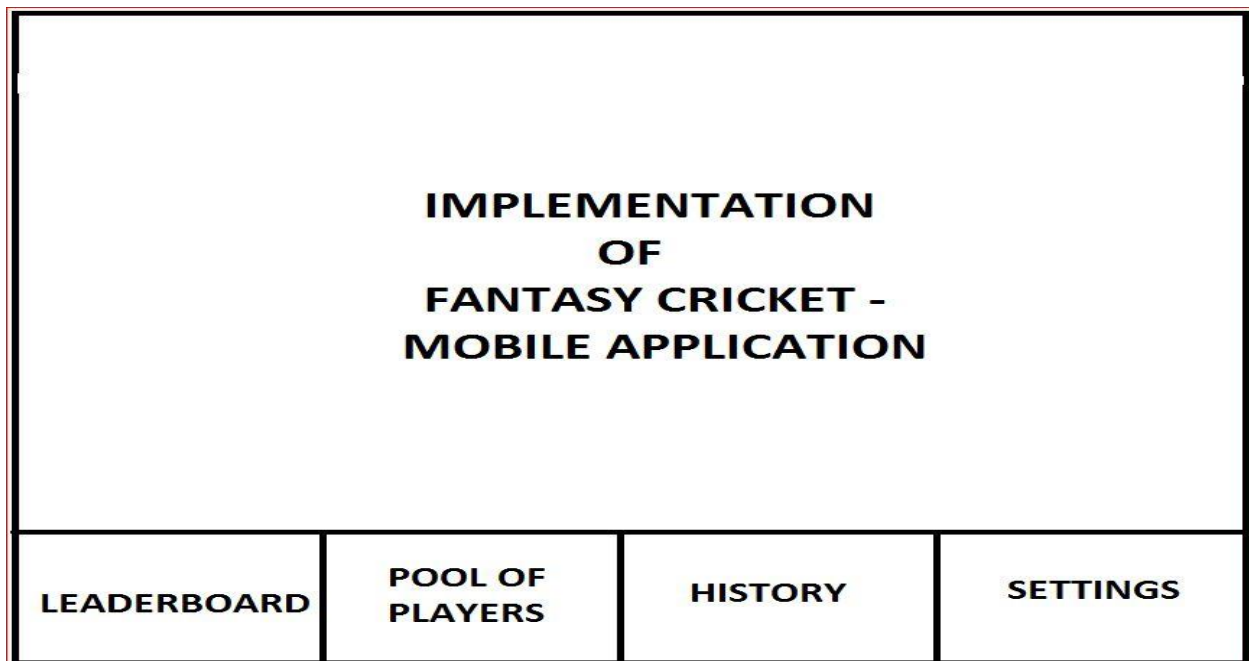 IMPLEMENTATION
OF
FANTASY CRICKET -
MOBILE APPLICATION
LEADERBOARD
POOL OF
PLAYERS
HISTORY
SETTINGS